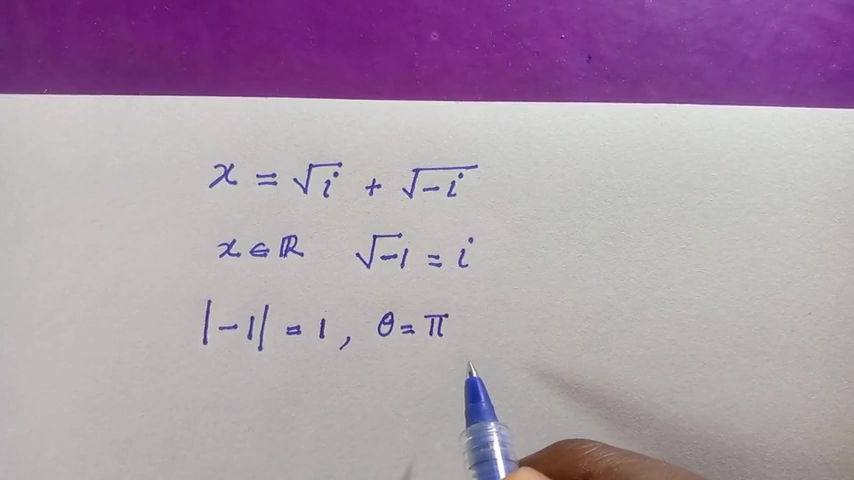 x = √i + √-i
x ∈ ℝ √-1 = i
|-1| = 1, θ = π